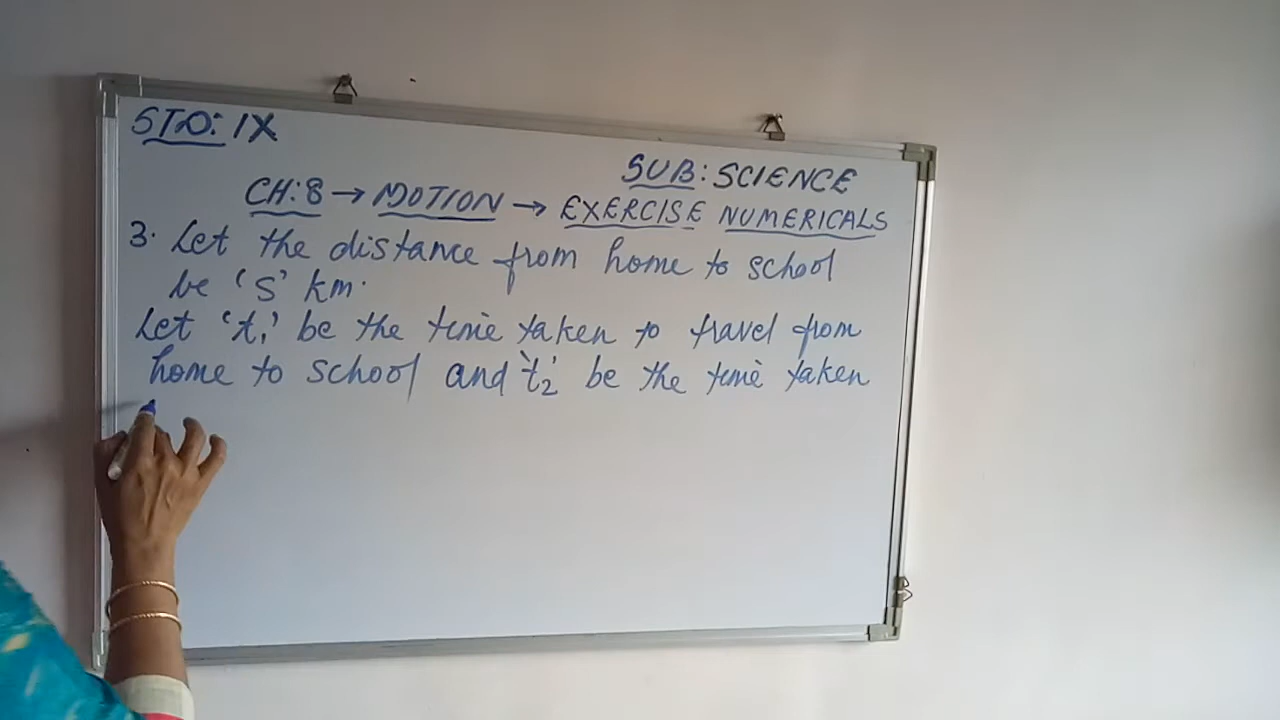 STD: IX
SUB: SCIENCE
CH: 8 → MOTION → EXERCISE NUMERICALS
3. Let the distance from home to school
be 'S' km.
Let 't₁' be the time taken to travel from
home to school and 't₂' be the time taken